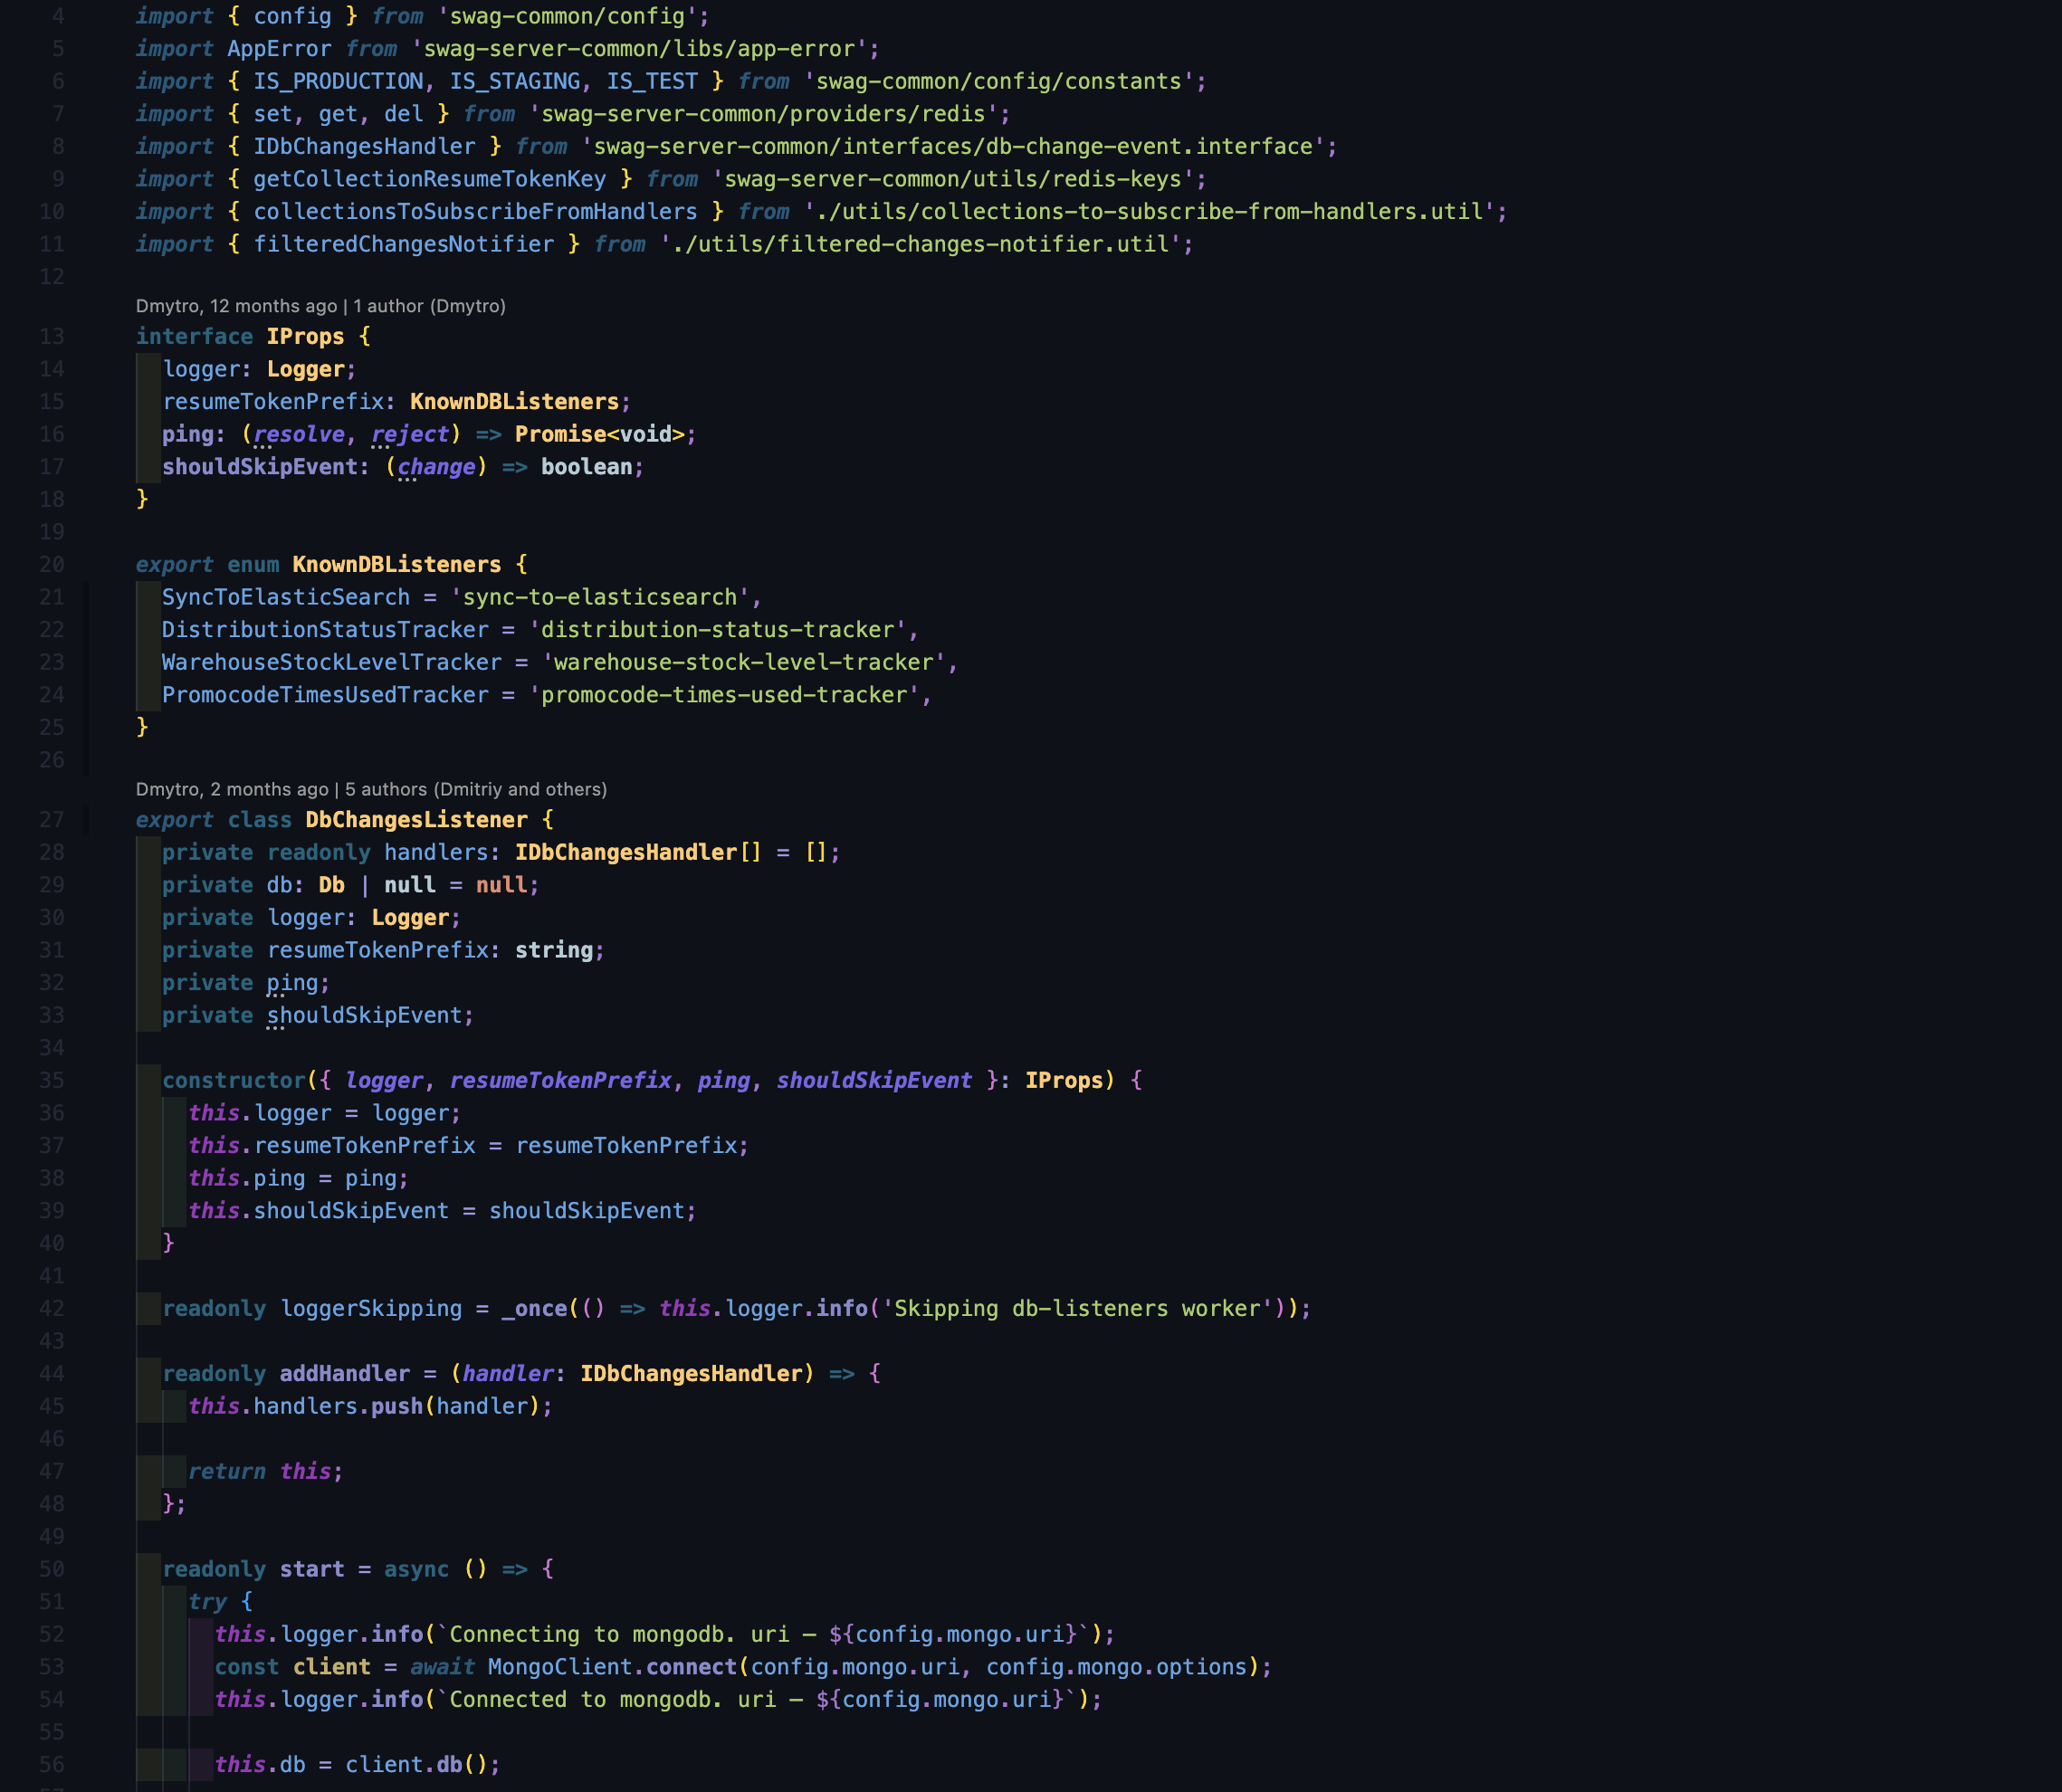 4 import { config } from 'swag-common/config';
5 import AppError from 'swag-server-common/libs/app-error';
6 import { IS_PRODUCTION, IS_STAGING, IS_TEST } from 'swag-common/config/constants';
7 import { set, get, del } from 'swag-server-common/providers/redis';
8 import { IDbChangesHandler } from 'swag-server-common/interfaces/db-change-event.interface';
9 import { getCollectionResumeTokenKey } from 'swag-server-common/utils/redis-keys';
10 import { collectionsToSubscribeFromHandlers } from './utils/collections-to-subscribe-from-handlers.util';
11 import { filteredChangesNotifier } from './utils/filtered-changes-notifier.util';
12
Dmytro, 12 months ago | 1 author (Dmytro)
13 interface IProps {
14   logger: Logger;
15   resumeTokenPrefix: KnownDBListeners;
16   ping: (resolve, reject) => Promise<void>;
17   shouldSkipEvent: (change) => boolean;
18 }
19
20 export enum KnownDBListeners {
21   SyncToElasticSearch = 'sync-to-elasticsearch',
22   DistributionStatusTracker = 'distribution-status-tracker',
23   WarehouseStockLevelTracker = 'warehouse-stock-level-tracker',
24   PromocodeTimesUsedTracker = 'promocode-times-used-tracker',
25 }
26
Dmytro, 2 months ago | 5 authors (Dmitriy and others)
27 export class DbChangesListener {
28   private readonly handlers: IDbChangesHandler[] = [];
29   private db: Db | null = null;
30   private logger: Logger;
31   private resumeTokenPrefix: string;
32   private ping;
33   private shouldSkipEvent;
34
35   constructor({ logger, resumeTokenPrefix, ping, shouldSkipEvent }: IProps) {
36     this.logger = logger;
37     this.resumeTokenPrefix = resumeTokenPrefix;
38     this.ping = ping;
39     this.shouldSkipEvent = shouldSkipEvent;
40   }
41
42   readonly loggerSkipping = _once(() => this.logger.info('Skipping db-listeners worker'));
43
44   readonly addHandler = (handler: IDbChangesHandler) => {
45     this.handlers.push(handler);
46
47     return this;
48   };
49
50   readonly start = async () => {
51     try {
52       this.logger.info(`Connecting to mongodb. uri – ${config.mongo.uri}`);
53       const client = await MongoClient.connect(config.mongo.uri, config.mongo.options);
54       this.logger.info(`Connected to mongodb. uri – ${config.mongo.uri}`);
55
56       this.db = client.db();
57